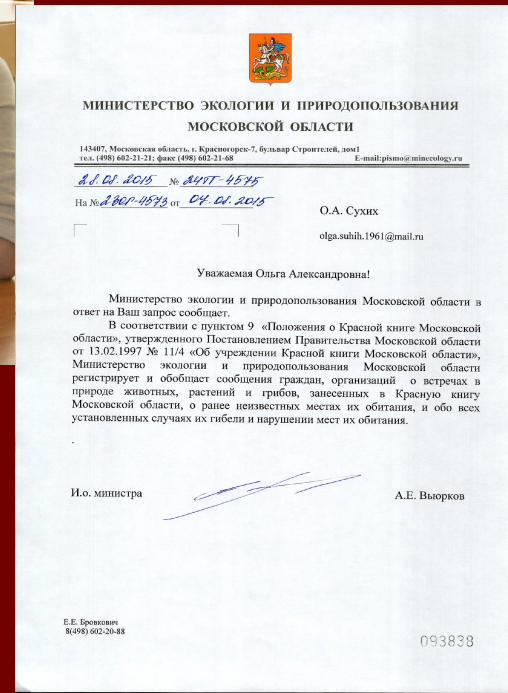 МИНИСТЕРСТВО ЭКОЛОГИИ И ПРИРОДОПОЛЬЗОВАНИЯ
МОСКОВСКОЙ ОБЛАСТИ
143407, Московская область, г. Красногорск-7, бульвар Строителей, дом1
тел. (498) 602-21-21; факс (498) 602-21-68 E-mail:pismo@minecology.ru
28.08.2015 № 24ТГ-4575
На № от 07.08.2015
О.А. Сухих
olga.suhih.1961@mail.ru
Уважаемая Ольга Александровна!
Министерство экологии и природопользования Московской области в
ответ на Ваш запрос сообщает.
В соответствии с пунктом 9 «Положения о Красной книге Московской
области», утвержденного Постановлением Правительства Московской области
от 13.02.1997 № 11/4 «Об учреждении Красной книги Московской области»,
Министерство экологии и природопользования Московской области
регистрирует и обобщает сообщения граждан, организаций о встречах в
природе животных, растений и грибов, занесенных в Красную книгу
Московской области, о ранее неизвестных местах их обитания, и обо всех
установленных случаях их гибели и нарушении мест их обитания.
.
И.о. министра А.Е. Вьюрков
Е.Е. Бровкович
8(498) 602-20-88
093838